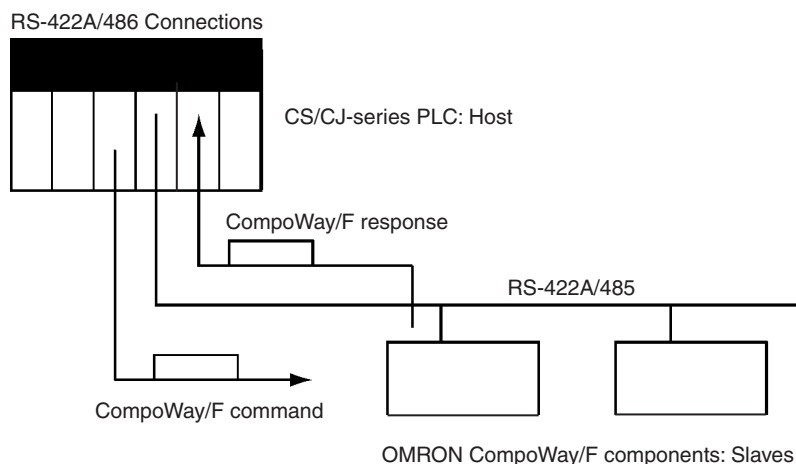 RS-422A/486 Connections
CS/CJ-series PLC: Host
CompoWay/F response
RS-422A/485
CompoWay/F command
OMRON CompoWay/F components: Slaves